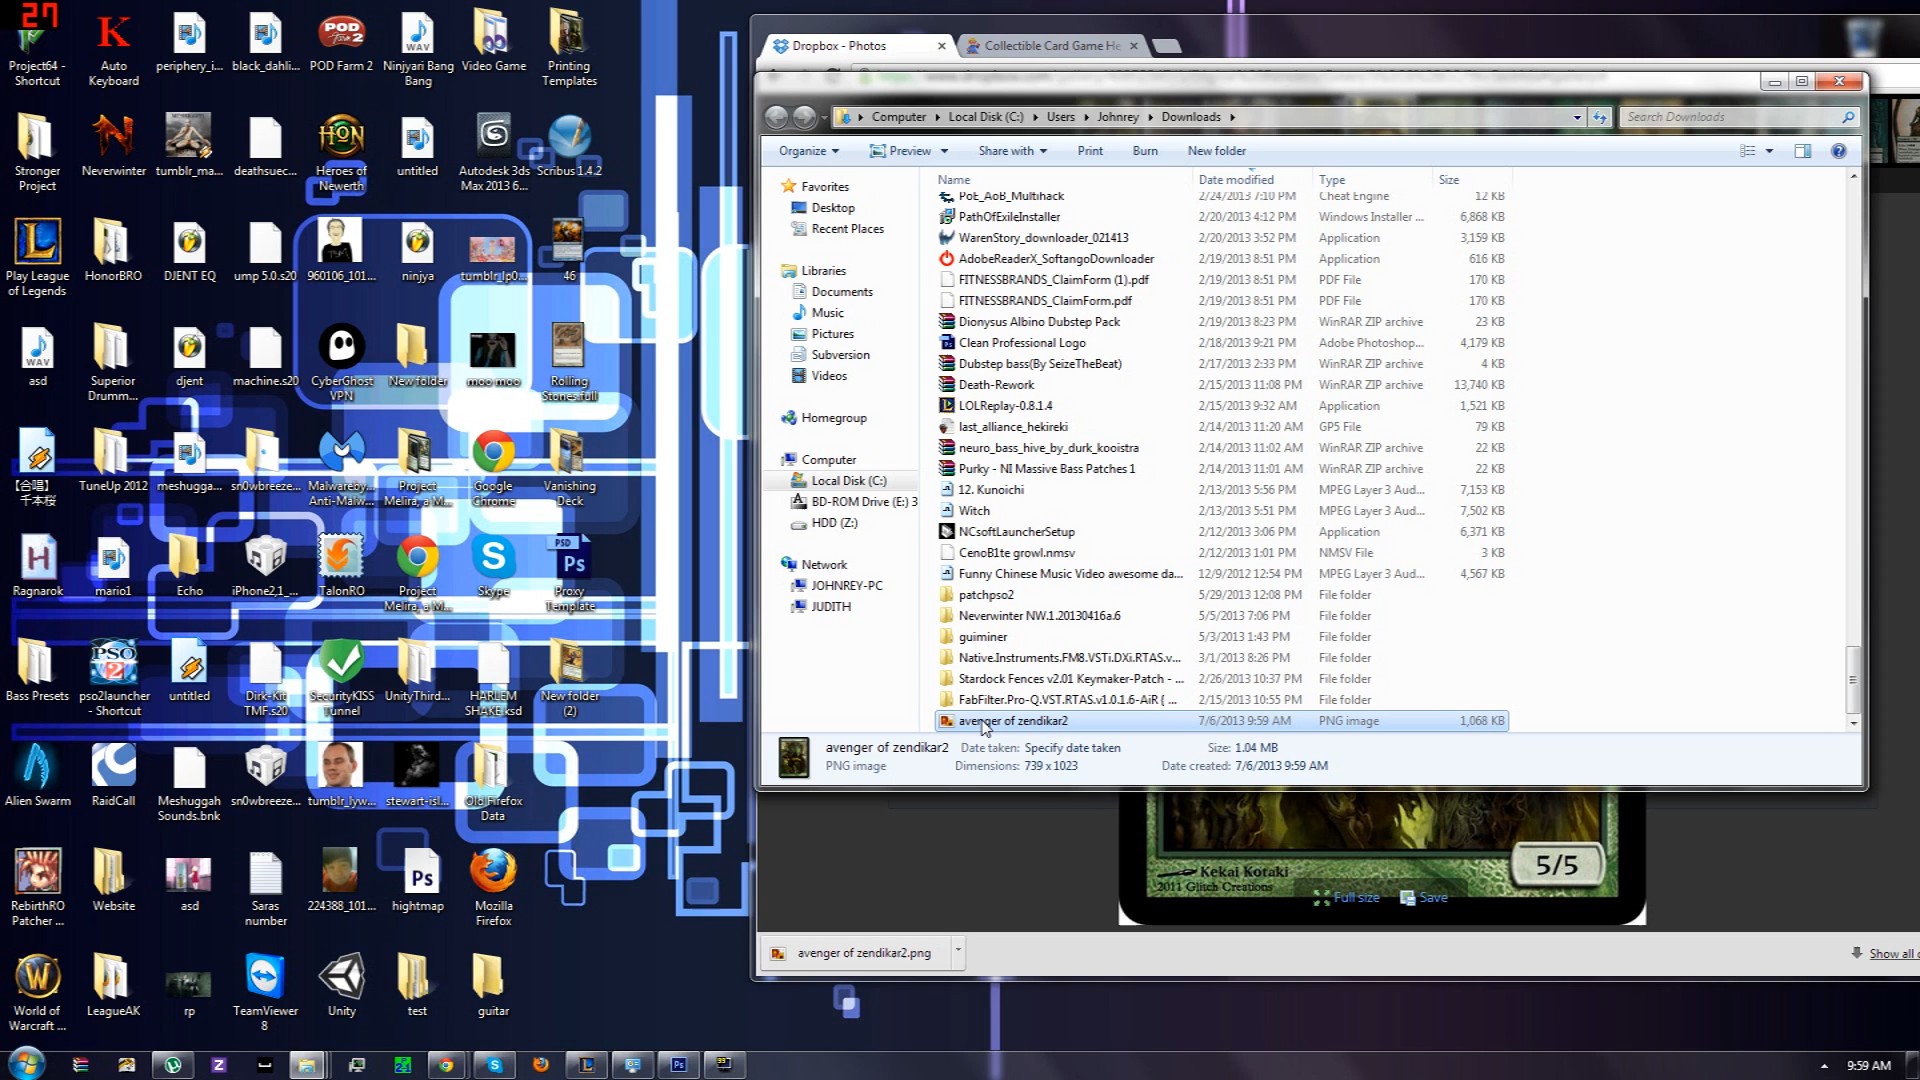 27
Project64 -
Shortcut
Auto
Keyboard
periphery_i...
black_dahli...
POD Farm 2
Ninjyari Bang
Bang
Video Game
Printing
Templates
Stronger
Project
Neverwinter
tumblr_ma...
deathsuec...
Heroes of
Newerth
untitled
Autodesk 3ds
Max 2013 6...
Scribus 1.4.2
Play League
of Legends
HonorBRO
DJENT EQ
ump 5.0.s20
960106_101...
ninjya
tumblr_lp0...
46
asd
Superior
Drumm...
djent
machine.s20
CyberGhost
VPN
New folder
moo moo
Rolling
Stones.full
【合唱】
千本桜
TuneUp 2012
meshugga...
sn0wbreeze...
Malwareby...
Anti-Malw...
Project
Melira, a M...
Google
Chrome
Vanishing
Deck
Ragnarok
mario1
Echo
iPhone2,1_...
TalonRO
Project
Melira, a M...
Skype
Proxy
Template
Bass Presets
pso2launcher
- Shortcut
untitled
Dirk-Kit
TMF.s20
SecurityKISS
Tunnel
UnityThird...
HARLEM
SHAKE.ksd
New folder
(2)
Alien Swarm
RaidCall
Meshuggah
Sounds.bnk
sn0wbreeze...
tumblr_lyw...
stewart-isl...
Old Firefox
Data
RebirthRO
Patcher ...
Website
asd
Saras
number
224388_101...
hightmap
Mozilla
Firefox
World of
Warcraft ...
LeagueAK
rp
TeamViewer
8
Unity
test
guitar
Dropbox - Photos
Collectible Card Game He
Computer
Local Disk (C:)
Users
Johnrey
Downloads
Search Downloads
Organize
Preview
Share with
Print
Burn
New folder
Favorites
Desktop
Recent Places
Libraries
Documents
Music
Pictures
Subversion
Videos
Homegroup
Computer
Local Disk (C:)
BD-ROM Drive (E:) 3
HDD (Z:)
Network
JOHNREY-PC
JUDITH
Name Date modified Type Size
PoE_AoB_Multihack 2/24/2013 7:10 PM Cheat Engine 12 KB
PathOfExileInstaller 2/20/2013 4:12 PM Windows Installer ... 6,868 KB
WarenStory_downloader_021413 2/20/2013 3:52 PM Application 3,159 KB
AdobeReaderX_SoftangoDownloader 2/19/2013 8:51 PM Application 616 KB
FITNESSBRANDS_ClaimForm (1).pdf 2/19/2013 8:51 PM PDF File 170 KB
FITNESSBRANDS_ClaimForm.pdf 2/19/2013 8:51 PM PDF File 170 KB
Dionysus Albino Dubstep Pack 2/19/2013 8:23 PM WinRAR ZIP archive 23 KB
Clean Professional Logo 2/18/2013 9:21 PM Adobe Photoshop... 4,179 KB
Dubstep bass(By SeizeTheBeat) 2/17/2013 2:33 PM WinRAR ZIP archive 4 KB
Death-Rework 2/15/2013 11:08 PM WinRAR ZIP archive 13,740 KB
LOLReplay-0.8.1.4 2/15/2013 9:32 AM Application 1,521 KB
last_alliance_hekireki 2/14/2013 11:20 AM GP5 File 79 KB
neuro_bass_hive_by_durk_kooistra 2/14/2013 11:02 AM WinRAR ZIP archive 22 KB
Purky - NI Massive Bass Patches 1 2/14/2013 11:01 AM WinRAR ZIP archive 22 KB
12. Kunoichi 2/13/2013 5:56 PM MPEG Layer 3 Aud... 7,153 KB
Witch 2/13/2013 5:51 PM MPEG Layer 3 Aud... 7,502 KB
NCsoftLauncherSetup 2/12/2013 3:06 PM Application 6,371 KB
CenoB1te growl.nmsv 2/12/2013 1:01 PM NMSV File 3 KB
Funny Chinese Music Video awesome da... 12/9/2012 12:54 PM MPEG Layer 3 Aud... 4,567 KB
patchpso2 5/29/2013 12:08 PM File folder
Neverwinter NW.1.20130416a.6 5/5/2013 7:06 PM File folder
guiminer 5/3/2013 1:43 PM File folder
Native.Instruments.FM8.VSTi.DXi.RTAS.v... 3/1/2013 8:26 PM File folder
Stardock Fences v2.01 Keymaker-Patch - ... 2/26/2013 10:37 PM File folder
FabFilter.Pro-Q.VST.RTAS.v1.0.1.6-AiR { ... 2/15/2013 10:55 PM File folder
avenger of zendikar2 7/6/2013 9:59 AM PNG image 1,068 KB
avenger of zendikar2 Date taken: Specify date taken Size: 1.04 MB
PNG image Dimensions: 739 x 1023 Date created: 7/6/2013 9:59 AM
5/5
Kekai Kotaki
2011 Glitch Creations
Full size
Save
avenger of zendikar2.png
Show all
9:59 AM